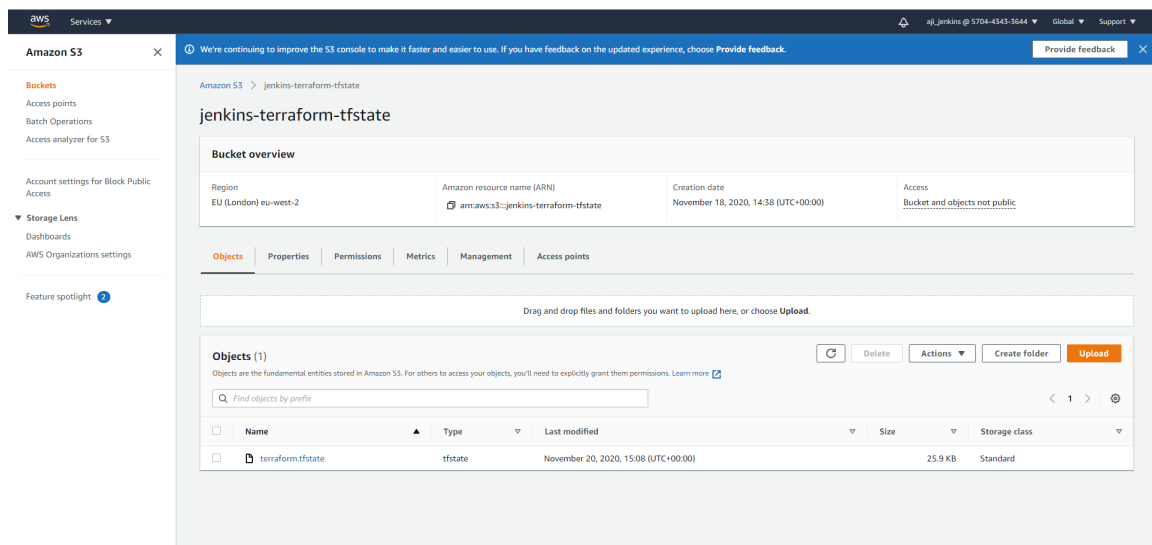 aws Services ▼ aji_jenkins @ 5704-4343-3644 ▼ Global ▼ Support ▼
Amazon S3
Buckets
Access points
Batch Operations
Access analyzer for S3
Account settings for Block Public
Access
▼ Storage Lens
Dashboards
AWS Organizations settings
Feature spotlight 2
We're continuing to improve the S3 console to make it faster and easier to use. If you have feedback on the updated experience, choose Provide feedback. Provide feedback
Amazon S3 > jenkins-terraform-tfstate
jenkins-terraform-tfstate
Bucket overview
Region Amazon resource name (ARN) Creation date Access
EU (London) eu-west-2 arn:aws:s3:::jenkins-terraform-tfstate November 18, 2020, 14:38 (UTC+00:00) Bucket and objects not public
Objects Properties Permissions Metrics Management Access points
Drag and drop files and folders you want to upload here, or choose Upload.
Objects (1) Delete Actions ▼ Create folder Upload
Objects are the fundamental entities stored in Amazon S3. For others to access your objects, you'll need to explicitly grant them permissions. Learn more
Find objects by prefix < 1 >
Name ▲ Type Last modified Size Storage class
terraform.tfstate tfstate November 20, 2020, 15:08 (UTC+00:00) 25.9 KB Standard